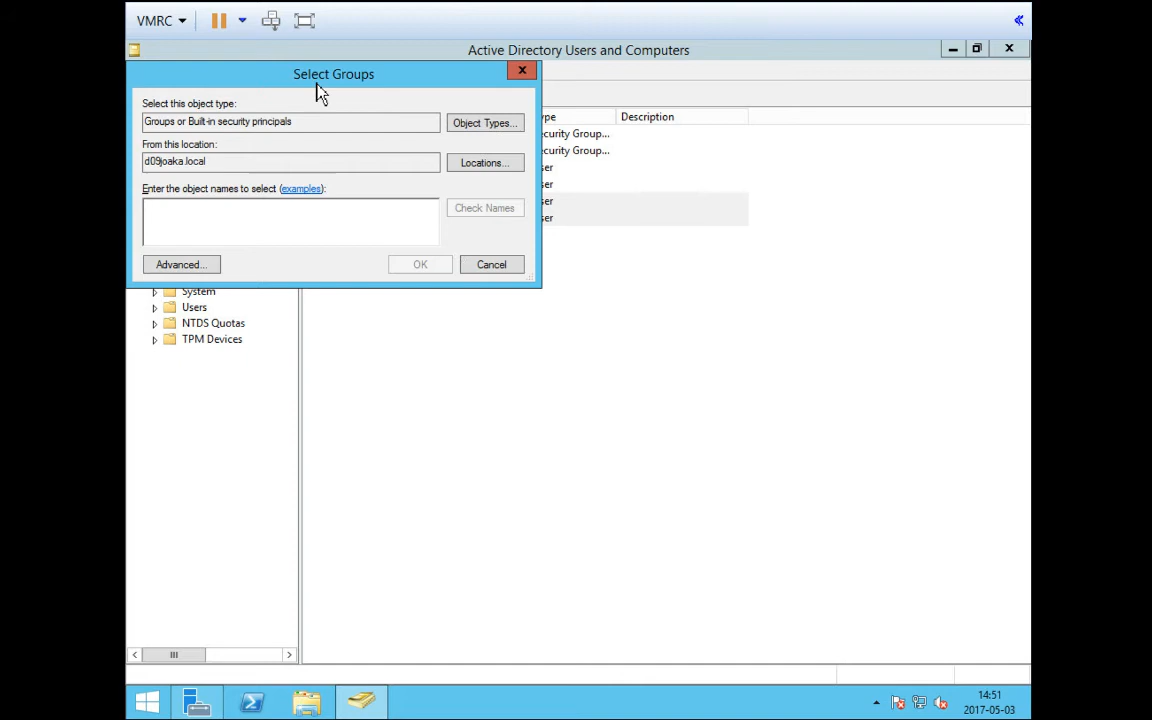 VMRC
Active Directory Users and Computers
Select Groups
Select this object type:
Groups or Built-in security principals
Object Types...
From this location:
d09joaka.local
Locations...
Enter the object names to select (examples):
Check Names
Advanced...
OK
Cancel
ype
Description
curity Group...
curity Group...
ser
ser
ser
ser
System
Users
NTDS Quotas
TPM Devices
14:51
2017-05-03